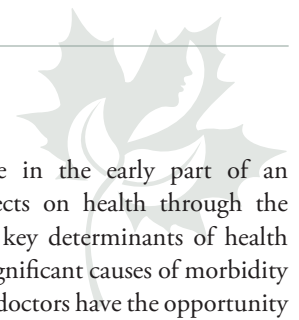 e in the early part of an
ects on health through the
key determinants of health
gnificant causes of morbidity
doctors have the opportunity